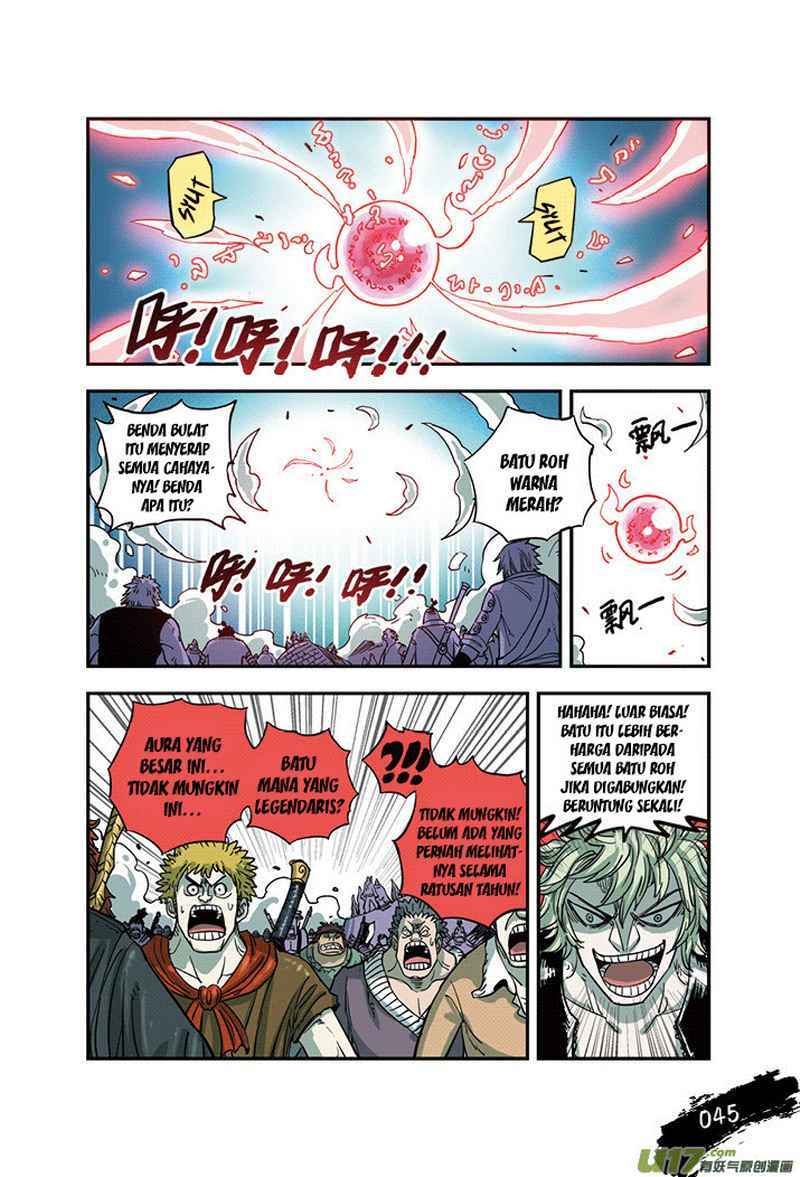 SYUT
SYUT
呼! 呼! 呼!!!
BENDA BULAT
ITU MENYERAP
SEMUA CAHAYA-
NYA! BENDA
APA ITU?
BATU ROH
WARNA
MERAH?
呼! 呼! 呼!!
飘一
飘一
AURA YANG
BESAR INI...
TIDAK MUNGKIN
INI...
BATU
MANA YANG
LEGENDARIS?
?!!!
TIDAK MUNGKIN!
BELUM ADA YANG
PERNAH MELIHAT-
NYA SELAMA
RATUSAN TAHUN!
HAHAHA! LUAR BIASA!
BATU ITU LEBIH BER-
HARGA DARIPADA
SEMUA BATU ROH
JIKA DIGABUNGKAN!
BERUNTUNG SEKALI!
045
U17.com
有妖气原创漫画